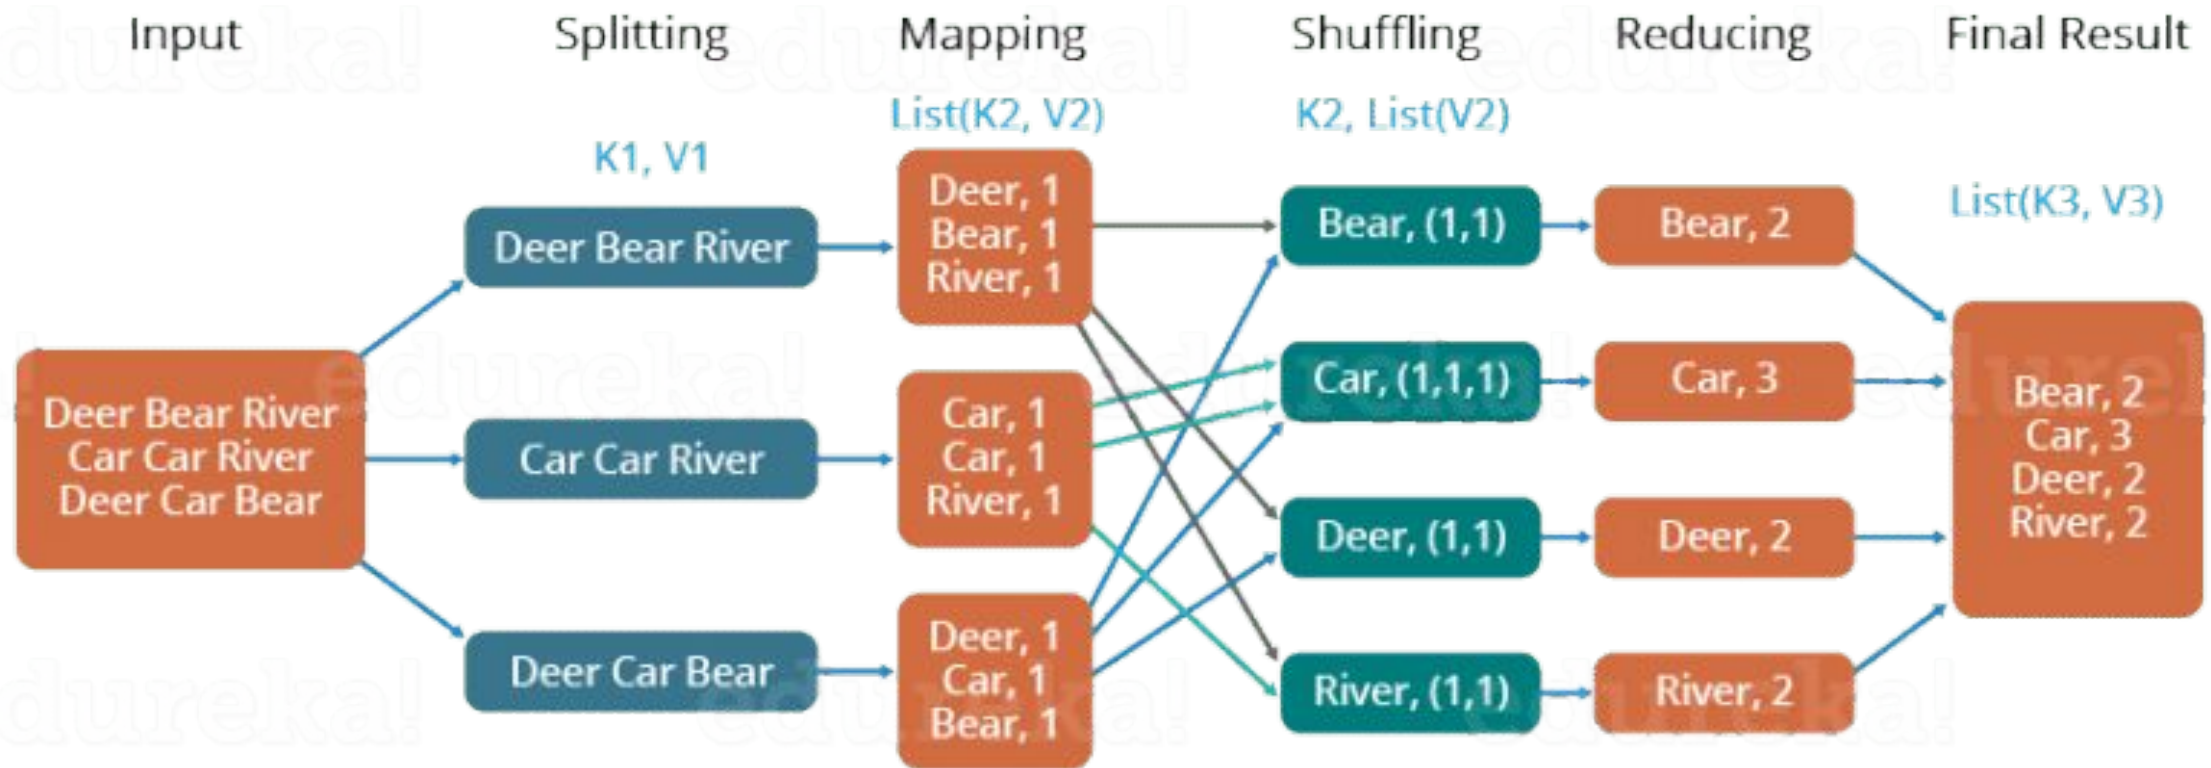 Input
Splitting
Mapping
Shuffling
Reducing
Final Result
K1, V1
List(K2, V2)
K2, List(V2)
List(K3, V3)
Deer Bear River
Car Car River
Deer Car Bear
Deer Bear River
Car Car River
Deer Car Bear
Deer, 1
Bear, 1
River, 1
Car, 1
Car, 1
River, 1
Deer, 1
Car, 1
Bear, 1
Bear, (1,1)
Car, (1,1,1)
Deer, (1,1)
River, (1,1)
Bear, 2
Car, 3
Deer, 2
River, 2
Bear, 2
Car, 3
Deer, 2
River, 2
edureka!